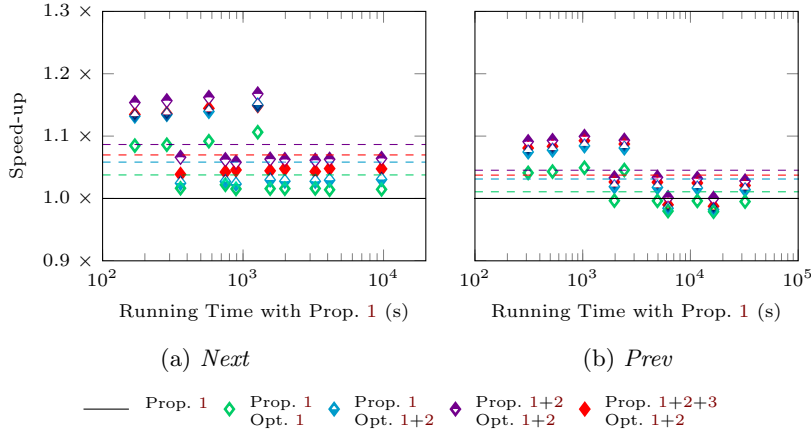 1.3 ×
1.2 ×
1.1 ×
1.0 ×
0.9 ×
Speed-up
10^2 10^3 10^4
10^2 10^3 10^4 10^5
Running Time with Prop. 1 (s)
Running Time with Prop. 1 (s)
(a) Next
(b) Prev
Prop. 1
Prop. 1
Opt. 1
Prop. 1
Opt. 1+2
Prop. 1+2
Opt. 1+2
Prop. 1+2+3
Opt. 1+2